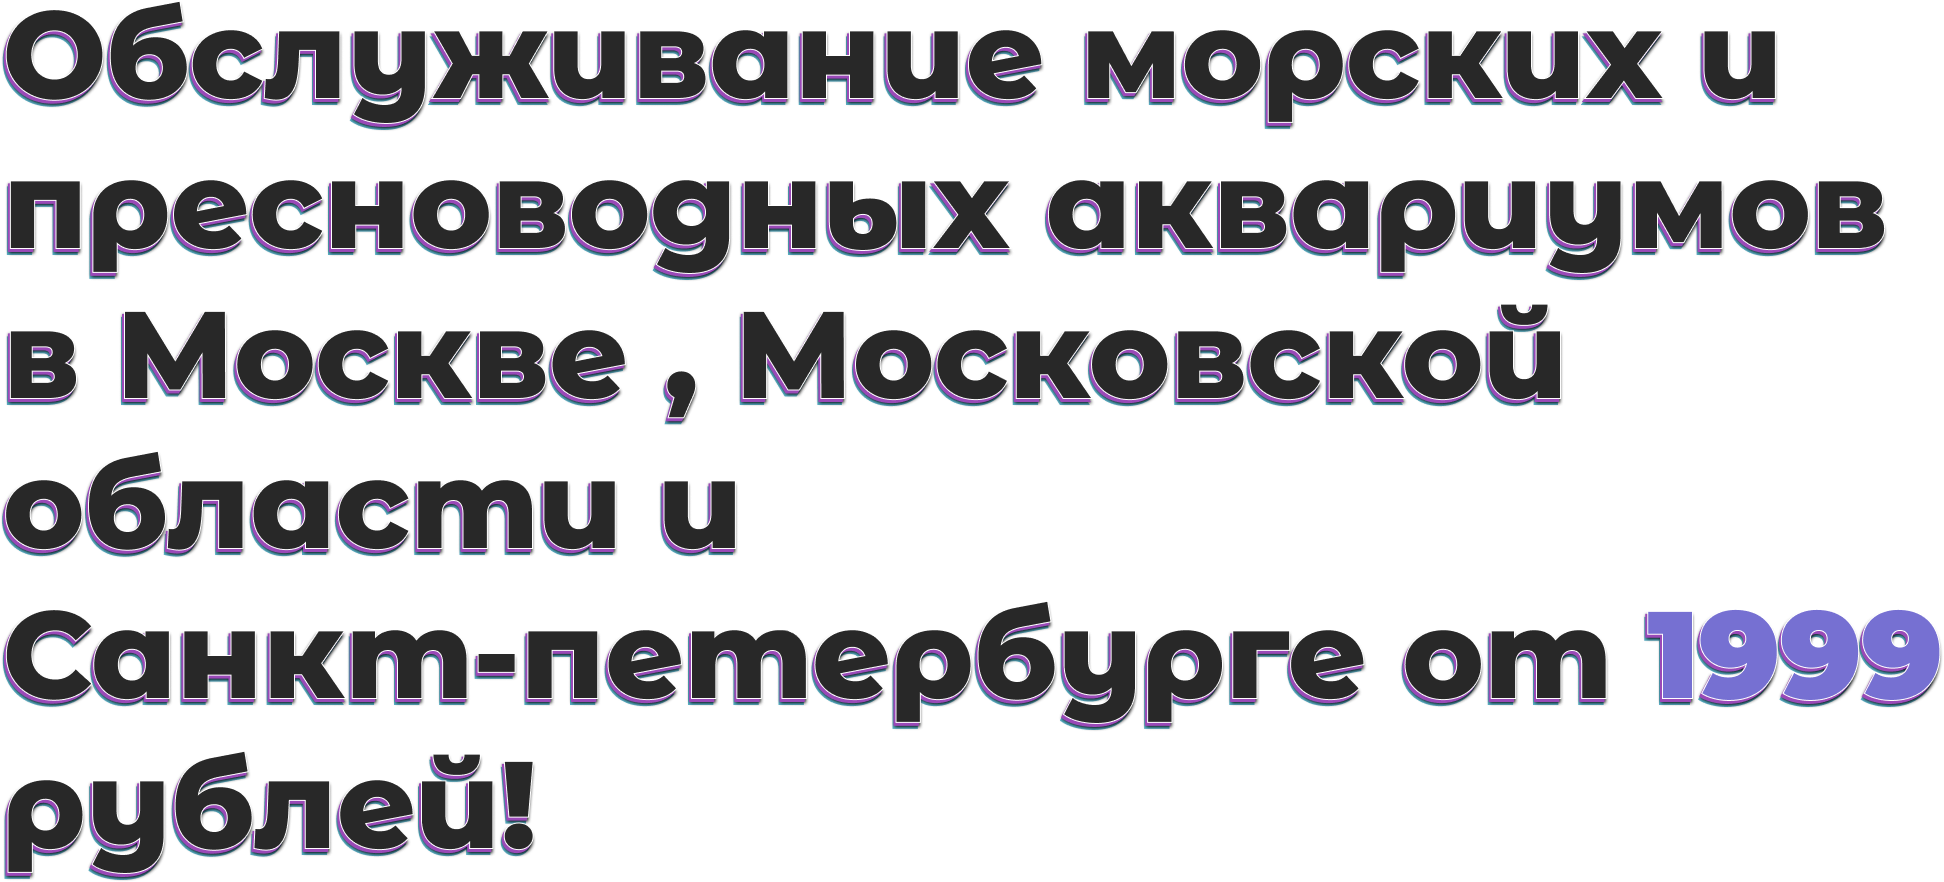 Обслуживание морских и
пресноводных аквариумов
в Москве , Московской
области и
Санкт-петербурге от 1999
рублей!